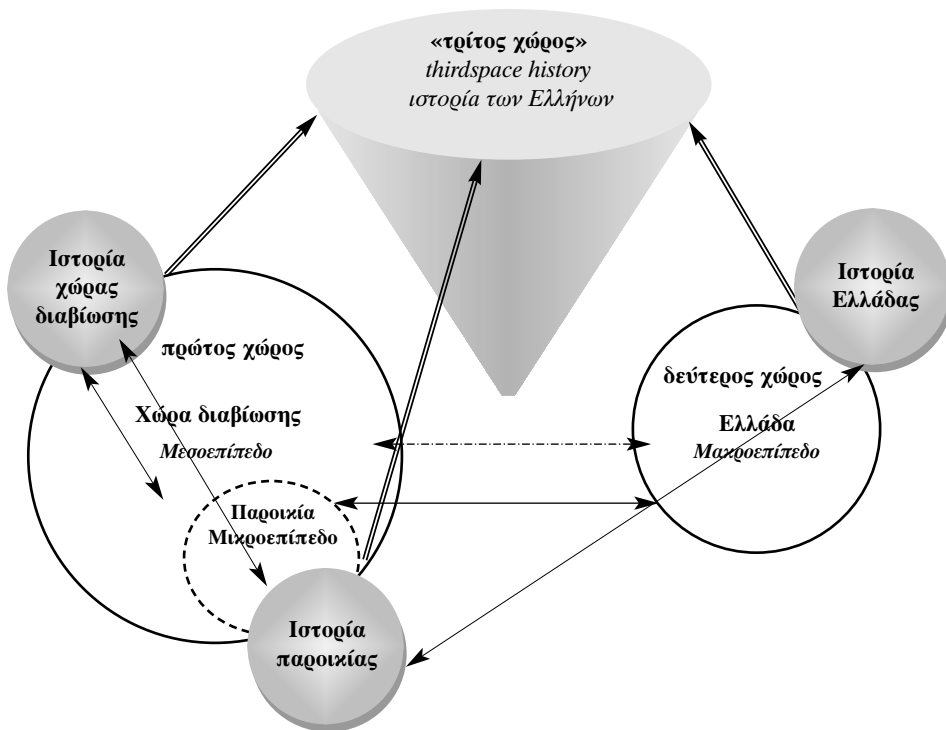 «τρίτος χώρος»
thirdspace history
ιστορία των Ελλήνων
Ιστορία
χώρας
διαβίωσης
Ιστορία
Ελλάδας
πρώτος χώρος
Χώρα διαβίωσης
Μεσοεπίπεδο
δεύτερος χώρος
Ελλάδα
Μακροεπίπεδο
Παροικία
Μικροεπίπεδο
Ιστορία
παροικίας